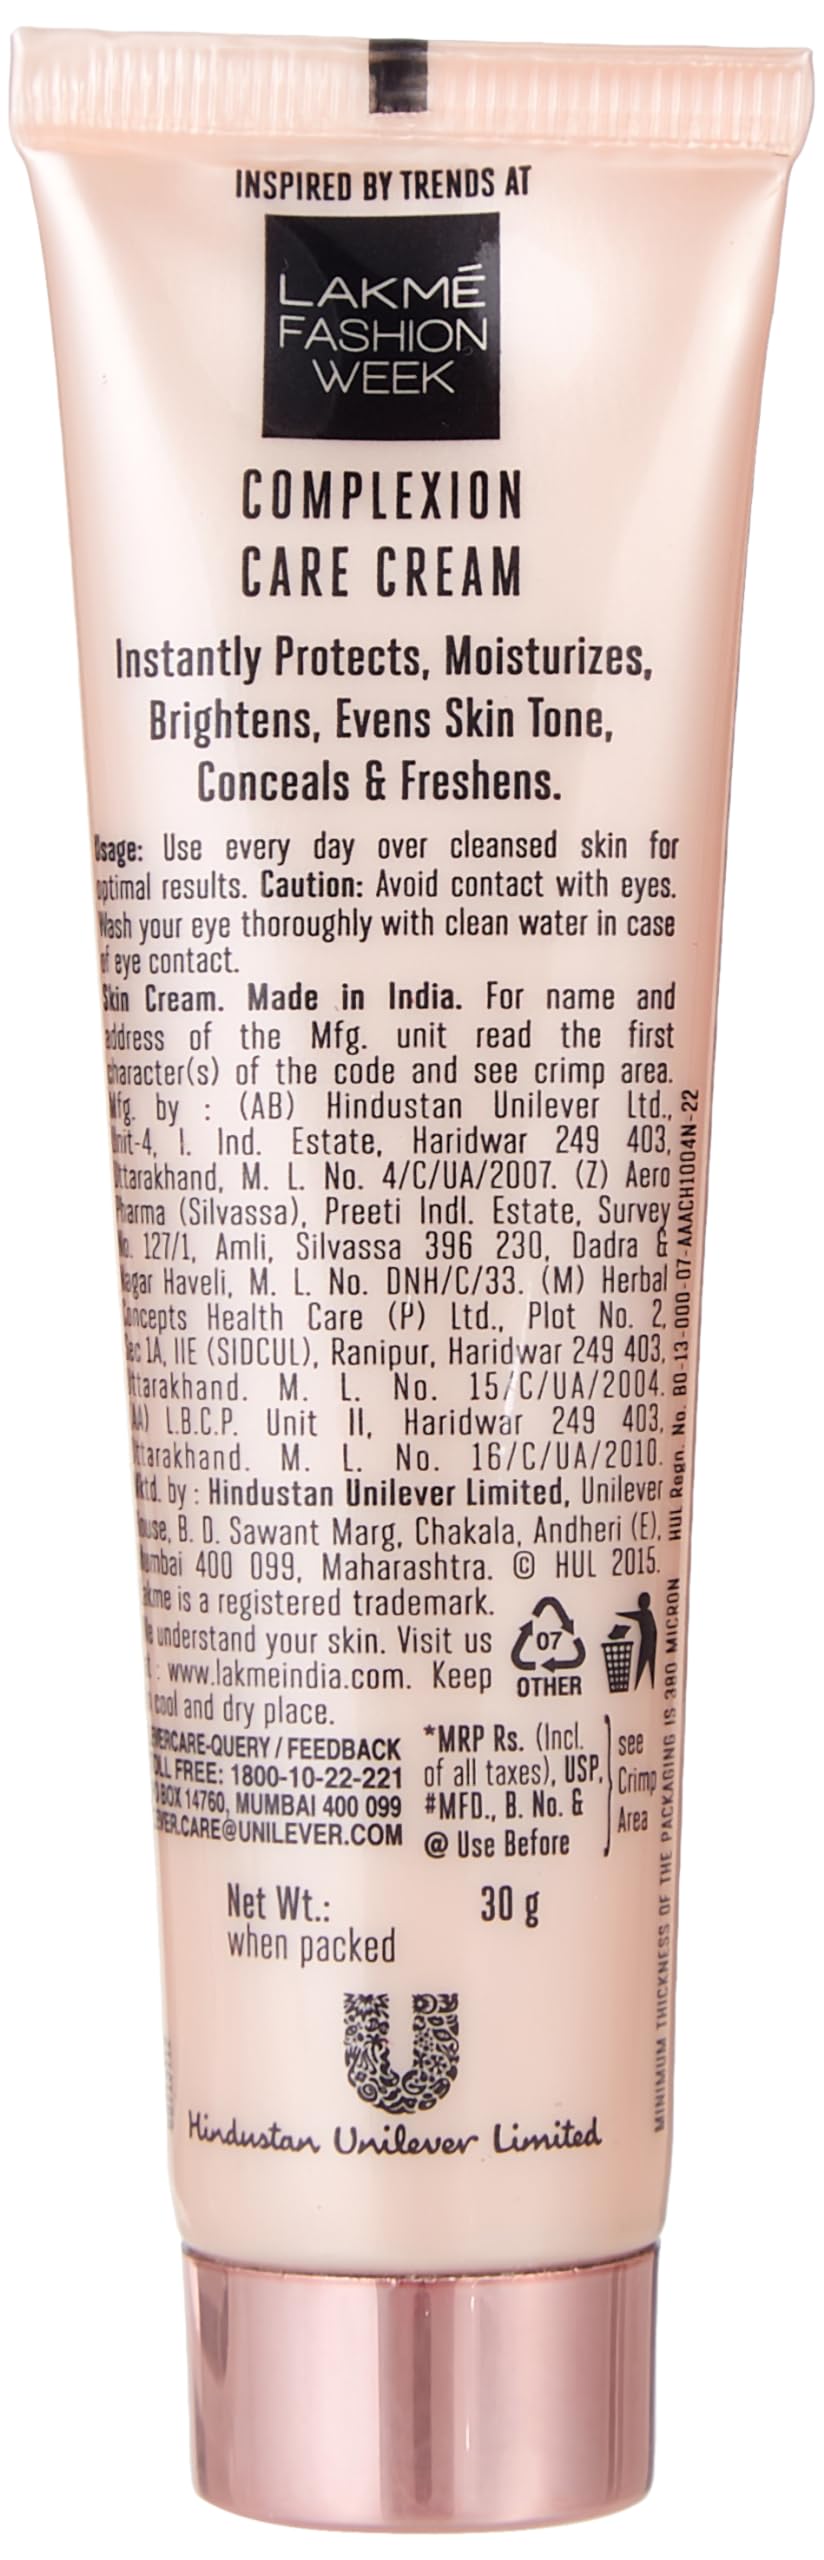 INSPIRED BY TRENDS AT
LAKMÉ
FASHION
WEEK
COMPLEXION
CARE CREAM
Instantly Protects, Moisturizes,
Brightens, Evens Skin Tone,
Conceals & Freshens.
Usage: Use every day over cleansed skin for
optimal results. Caution: Avoid contact with eyes.
Wash your eye thoroughly with clean water in case
of eye contact.
Skin Cream. Made in India. For name and
address of the Mfg. unit read the first
character(s) of the code and see crimp area.
Mfg. by : (AB) Hindustan Unilever Ltd.,
Unit-4, I. Ind. Estate, Haridwar 249 403,
Uttarakhand, M. L. No. 4/C/UA/2007. (Z) Aero
Pharma (Silvassa), Preeti Indl. Estate, Survey
No. 127/1, Amli, Silvassa 396 230, Dadra &
Nagar Haveli, M. L. No. DNH/C/33. (M) Herbal
Concepts Health Care (P) Ltd., Plot No. 2,
Sec 1A, IIE (SIDCUL), Ranipur, Haridwar 249 403,
Uttarakhand. M. L. No. 15/C/UA/2004.
L.B.C.P. Unit II, Haridwar 249 403,
Uttarakhand. M. L. No. 16/C/UA/2010.
Mktd. by : Hindustan Unilever Limited, Unilever
House, B. D. Sawant Marg, Chakala, Andheri (E),
Mumbai 400 099, Maharashtra. © HUL 2015.
Lakme is a registered trademark.
We understand your skin. Visit us
at : www.lakmeindia.com. Keep
cool and dry place.
07
OTHER
LEVERCARE-QUERY / FEEDBACK
TOLL FREE: 1800-10-22-221
P O BOX 14760, MUMBAI 400 099
LEVER.CARE@UNILEVER.COM
*MRP Rs. (Incl.
of all taxes), USP,
#MFD., B. No. &
@ Use Before
see
Crimp
Area
Net Wt.: 30 g
when packed
Hindustan Unilever Limited
MINIMUM THICKNESS OF THE PACKAGING IS 380 MICRON HUL Regn. No. BO-13-000-07-AAACH1004N-22